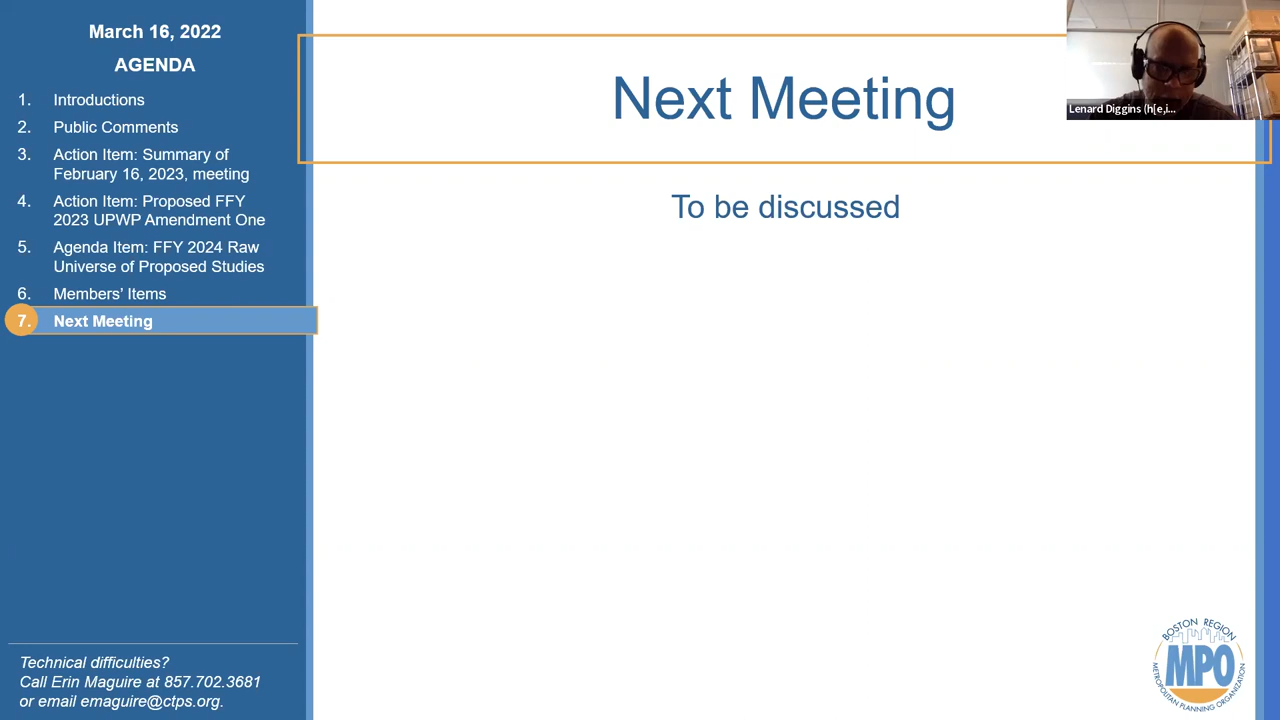 March 16, 2022
AGENDA
1. Introductions
2. Public Comments
3. Action Item: Summary of
February 16, 2023, meeting
4. Action Item: Proposed FFY
2023 UPWP Amendment One
5. Agenda Item: FFY 2024 Raw
Universe of Proposed Studies
6. Members’ Items
7. Next Meeting
Technical difficulties?
Call Erin Maguire at 857.702.3681
or email emaguire@ctps.org.
Next Meeting
To be discussed
Lenard Diggins (h[e,i...
BOSTON REGION
MPO
METROPOLITAN PLANNING ORGANIZATION